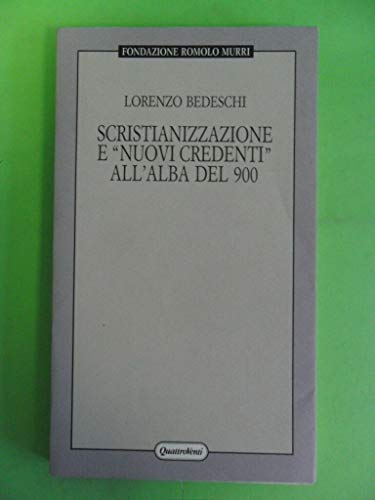 FONDAZIONE ROMOLO MURRI
LORENZO BEDESCHI
SCRISTIANIZZAZIONE
E "NUOVI CREDENTI"
ALL'ALBA DEL 900
QuattroVenti